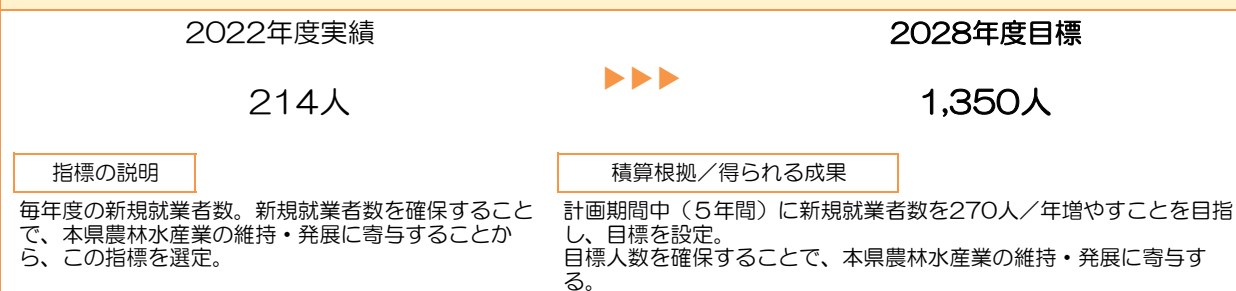 2022年度実績
2028年度目標
214人
▶▶▶
1,350人
指標の説明
毎年度の新規就業者数。新規就業者数を確保すること
で、本県農林水産業の維持・発展に寄与することか
ら、この指標を選定。
積算根拠／得られる成果
計画期間中（５年間）に新規就業者数を270人／年増やすことを目指
し、目標を設定。
目標人数を確保することで、本県農林水産業の維持・発展に寄与す
る。